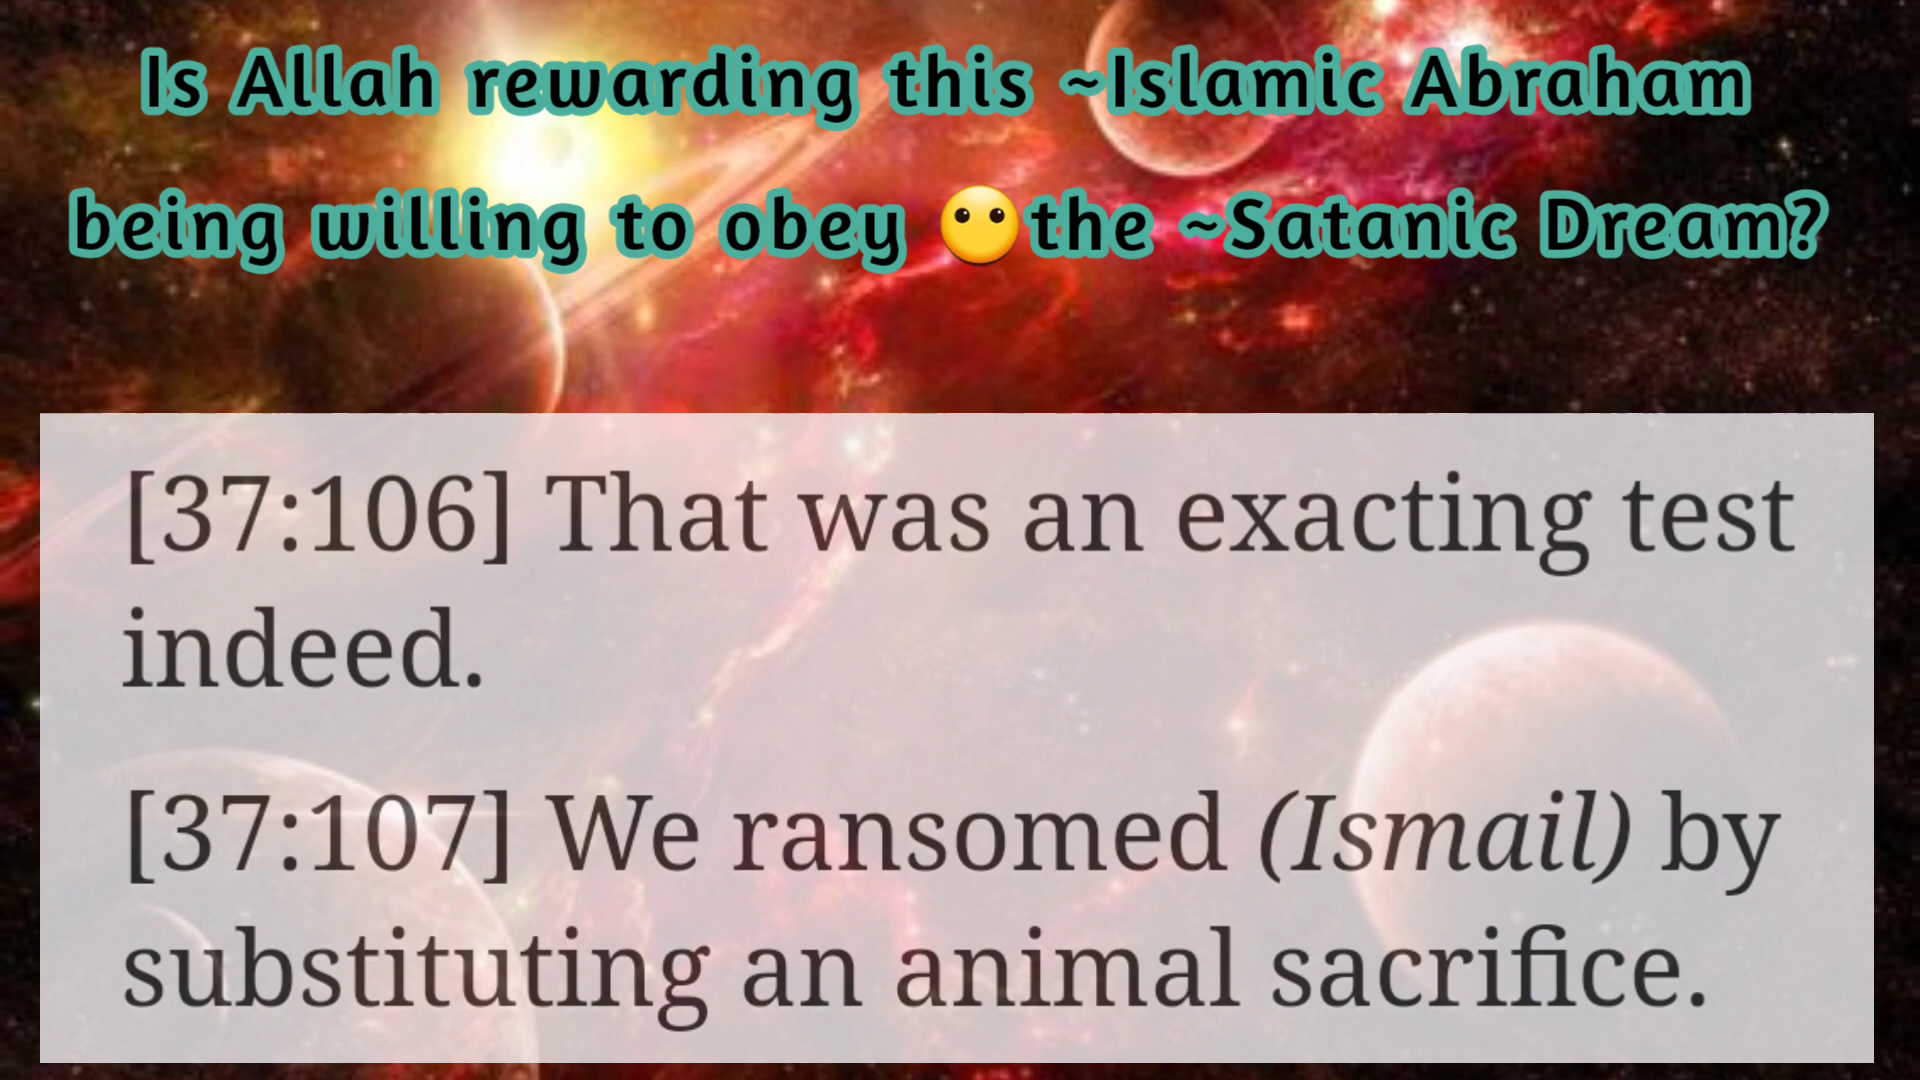 Is Allah rewarding this ~Islamic Abraham
being willing to obey 😶the ~Satanic Dream?
[37:106] That was an exacting test
indeed.
[37:107] We ransomed (Ismail) by
substituting an animal sacrifice.